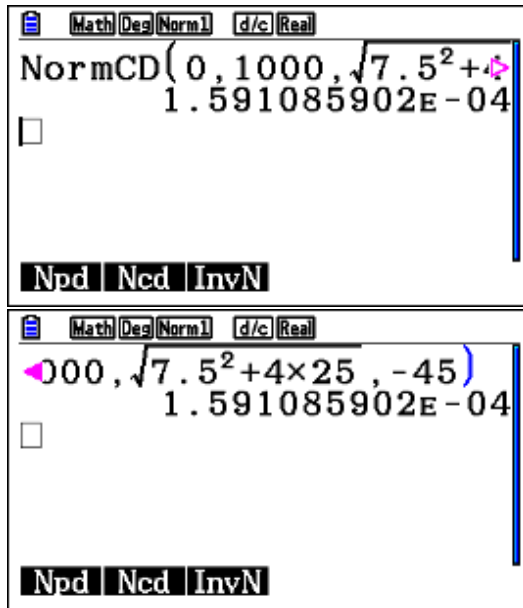 Math Deg Norm1 d/c Real
NormCD(0,1000,√7.5²+4
1.591085902E-04
Npd Ncd InvN
Math Deg Norm1 d/c Real
000,√7.5²+4×25,-45)
1.591085902E-04
Npd Ncd InvN